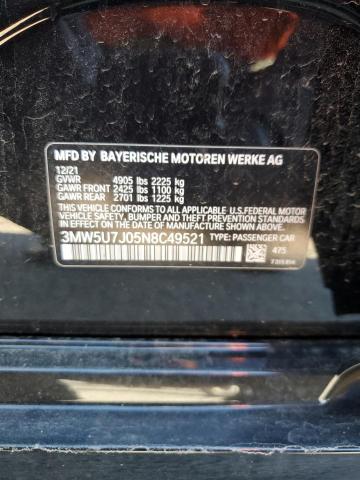 MFD BY BAYERISCHE MOTOREN WERKE AG
12/21
GVWR 4905 lbs 2225 kg
GAWR FRONT 2425 lbs 1100 kg
GAWR REAR 2701 lbs 1225 kg
THIS VEHICLE CONFORMS TO ALL APPLICABLE U.S.FEDERAL MOTOR
VEHICLE SAFETY, BUMPER AND THEFT PREVENTION STANDARDS
IN EFFECT ON THE DATE OF MANUFACTURE SHOWN ABOVE.
3MW5U7J05N8C49521 TYPE: PASSENGER CAR
475